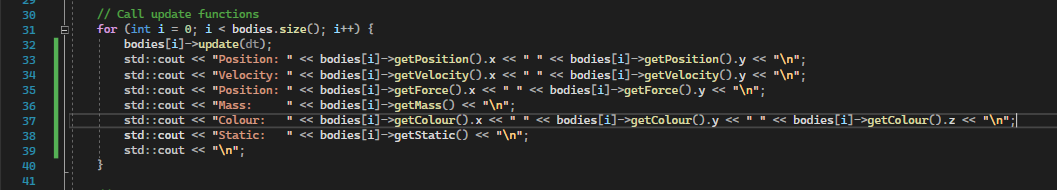 29
30 // Call update functions
31 for (int i = 0; i < bodies.size(); i++) {
32 bodies[i]->update(dt);
33 std::cout << "Position: " << bodies[i]->getPosition().x << " " << bodies[i]->getPosition().y << "\n";
34 std::cout << "Velocity: " << bodies[i]->getVelocity().x << " " << bodies[i]->getVelocity().y << "\n";
35 std::cout << "Position: " << bodies[i]->getForce().x << " " << bodies[i]->getForce().y << "\n";
36 std::cout << "Mass:     " << bodies[i]->getMass() << "\n";
37 std::cout << "Colour:   " << bodies[i]->getColour().x << " " << bodies[i]->getColour().y << " " << bodies[i]->getColour().z << "\n";
38 std::cout << "Static:   " << bodies[i]->getStatic() << "\n";
39 std::cout << "\n";
40 }
41